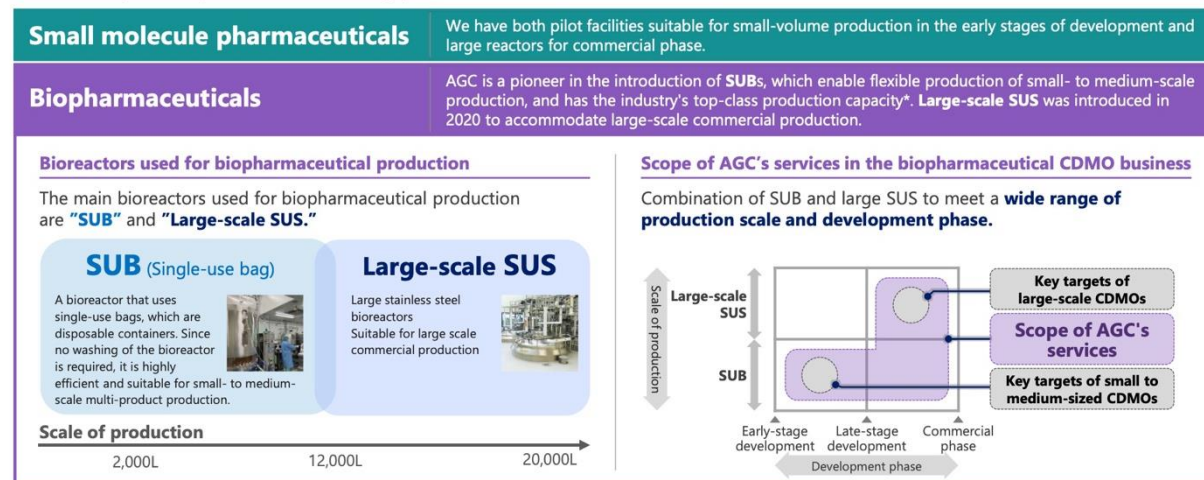 Small molecule pharmaceuticals
We have both pilot facilities suitable for small-volume production in the early stages of development and
large reactors for commercial phase.
Biopharmaceuticals
AGC is a pioneer in the introduction of SUBs, which enable flexible production of small- to medium-scale
production, and has the industry's top-class production capacity*. Large-scale SUS was introduced in
2020 to accommodate large-scale commercial production.
Bioreactors used for biopharmaceutical production
The main bioreactors used for biopharmaceutical production
are "SUB" and "Large-scale SUS."
SUB (Single-use bag)
A bioreactor that uses
single-use bags, which are
disposable containers. Since
no washing of the bioreactor
is required, it is highly
efficient and suitable for small- to medium-
scale multi-product production.
Large-scale SUS
Large stainless steel
bioreactors
Suitable for large scale
commercial production
Scale of production
2,000L
12,000L
20,000L
Scope of AGC's services in the biopharmaceutical CDMO business
Combination of SUB and large SUS to meet a wide range of
production scale and development phase.
Scale of production
Large-scale
SUS
SUB
Key targets of
large-scale CDMOs
Scope of AGC's
services
Key targets of small to
medium-sized CDMOs
Early-stage
development
Late-stage
development
Commercial
phase
Development phase